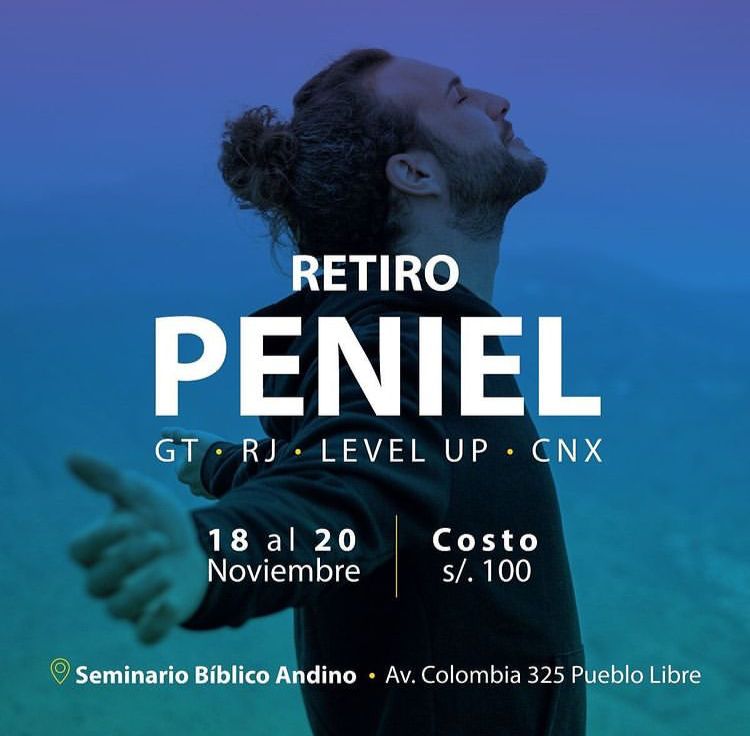 RETIRO
PENIEL
GT • RJ • LEVEL UP • CNX
18 al 20
Noviembre
Costo
s/. 100
Seminario Bíblico Andino • Av. Colombia 325 Pueblo Libre